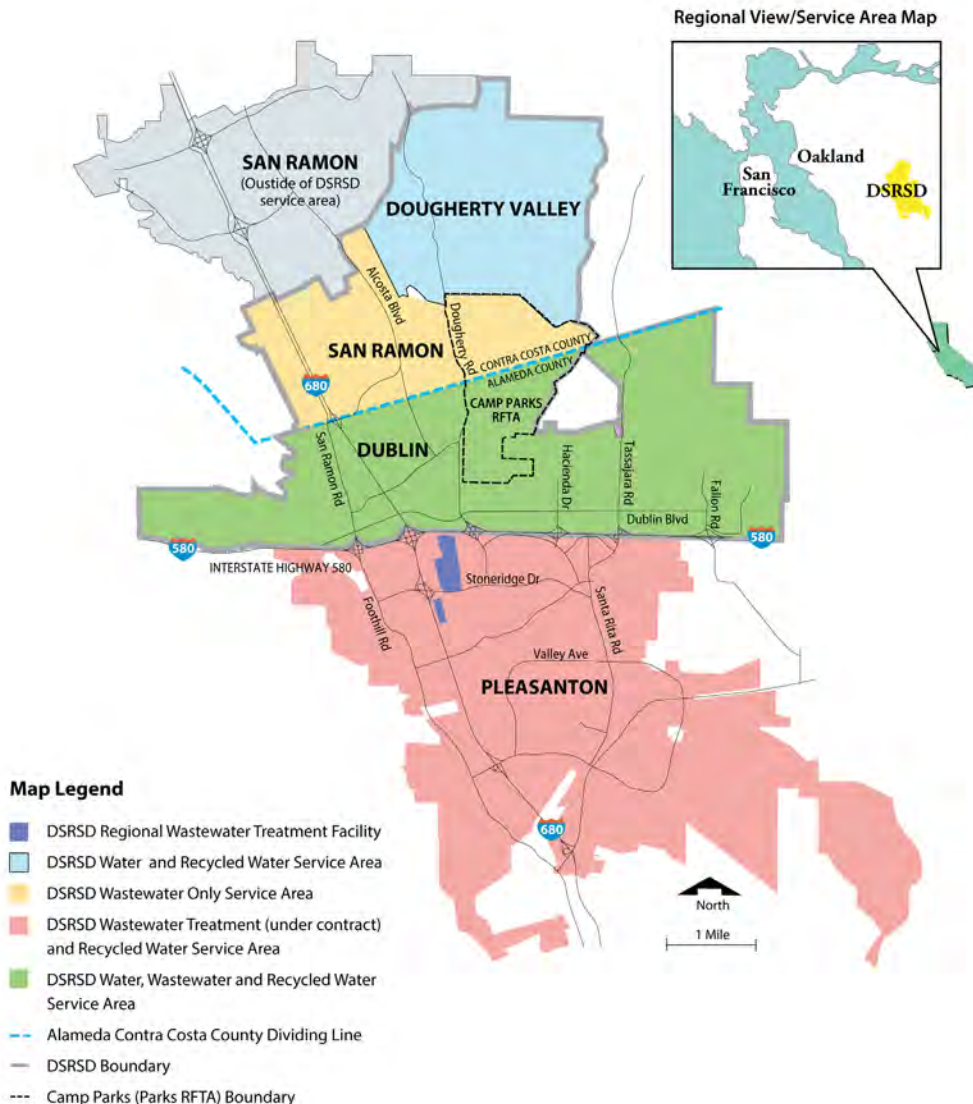 Regional View/Service Area Map
Oakland
San
Francisco
DSRSD
SAN RAMON
(Oustide of DSRSD
service area)
DOUGHERTY VALLEY
Alcosta Blvd
Dougherty Rd
SAN RAMON
CONTRA COSTA COUNTY
ALAMEDA COUNTY
680
CAMP PARKS
RFTA
DUBLIN
San Ramon Rd
Hacienda Dr
Tassajara Rd
Fallon Rd
Dublin Blvd
580
580
INTERSTATE HIGHWAY 580
Stoneridge Dr
Foothill Rd
Santa Rita Rd
Valley Ave
PLEASANTON
680
North
1 Mile
Map Legend
DSRSD Regional Wastewater Treatment Facility
DSRSD Water and Recycled Water Service Area
DSRSD Wastewater Only Service Area
DSRSD Wastewater Treatment (under contract)
and Recycled Water Service Area
DSRSD Water, Wastewater and Recycled Water
Service Area
Alameda Contra Costa County Dividing Line
DSRSD Boundary
Camp Parks (Parks RFTA) Boundary